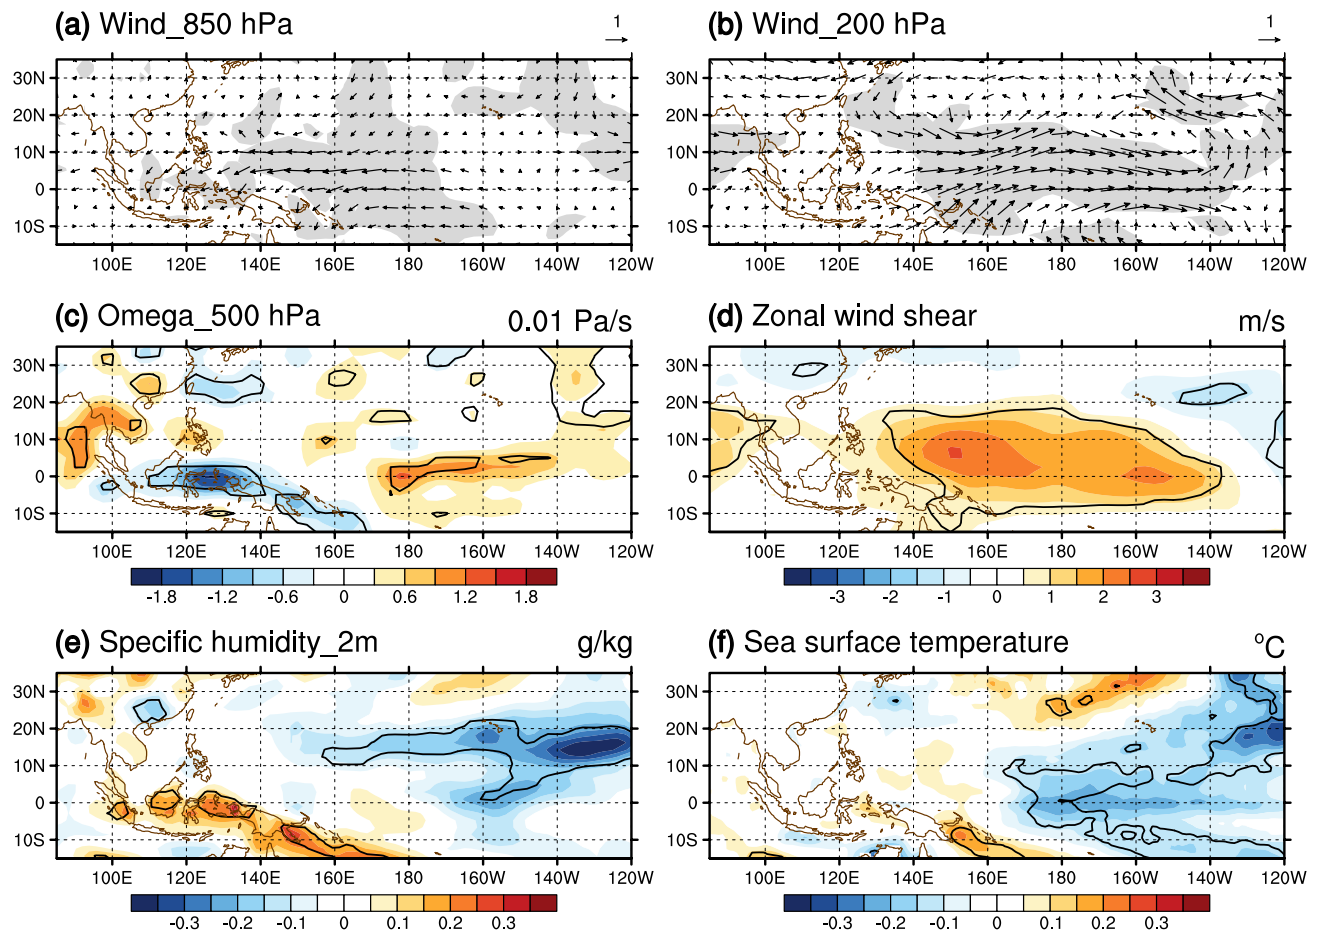 (a) Wind_850 hPa
1
(b) Wind_200 hPa
1
30N
20N
10N
0
10S
100E 120E 140E 160E 180 160W 140W 120W
30N
20N
10N
0
10S
100E 120E 140E 160E 180 160W 140W 120W
(c) Omega_500 hPa
0.01 Pa/s
(d) Zonal wind shear
m/s
30N
20N
10N
0
10S
100E 120E 140E 160E 180 160W 140W 120W
-1.8 -1.2 -0.6 0 0.6 1.2 1.8
30N
20N
10N
0
10S
100E 120E 140E 160E 180 160W 140W 120W
-3 -2 -1 0 1 2 3
(e) Specific humidity_2m
g/kg
(f) Sea surface temperature
°C
30N
20N
10N
0
10S
100E 120E 140E 160E 180 160W 140W 120W
-0.3 -0.2 -0.1 0 0.1 0.2 0.3
30N
20N
10N
0
10S
100E 120E 140E 160E 180 160W 140W 120W
-0.3 -0.2 -0.1 0 0.1 0.2 0.3